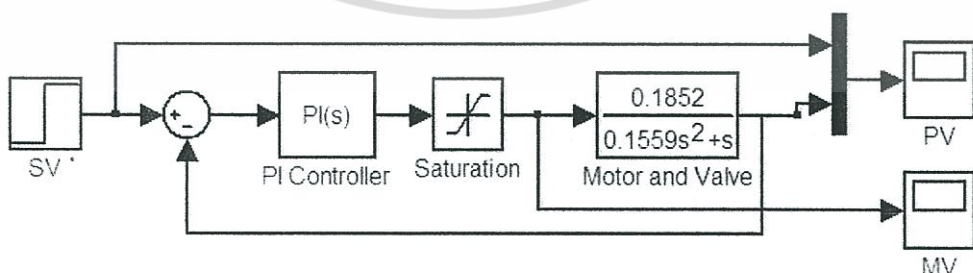 SV
+
-
PI(s)
PI Controller
Saturation
0.1852
0.1559s2+s
Motor and Valve
PV
MV